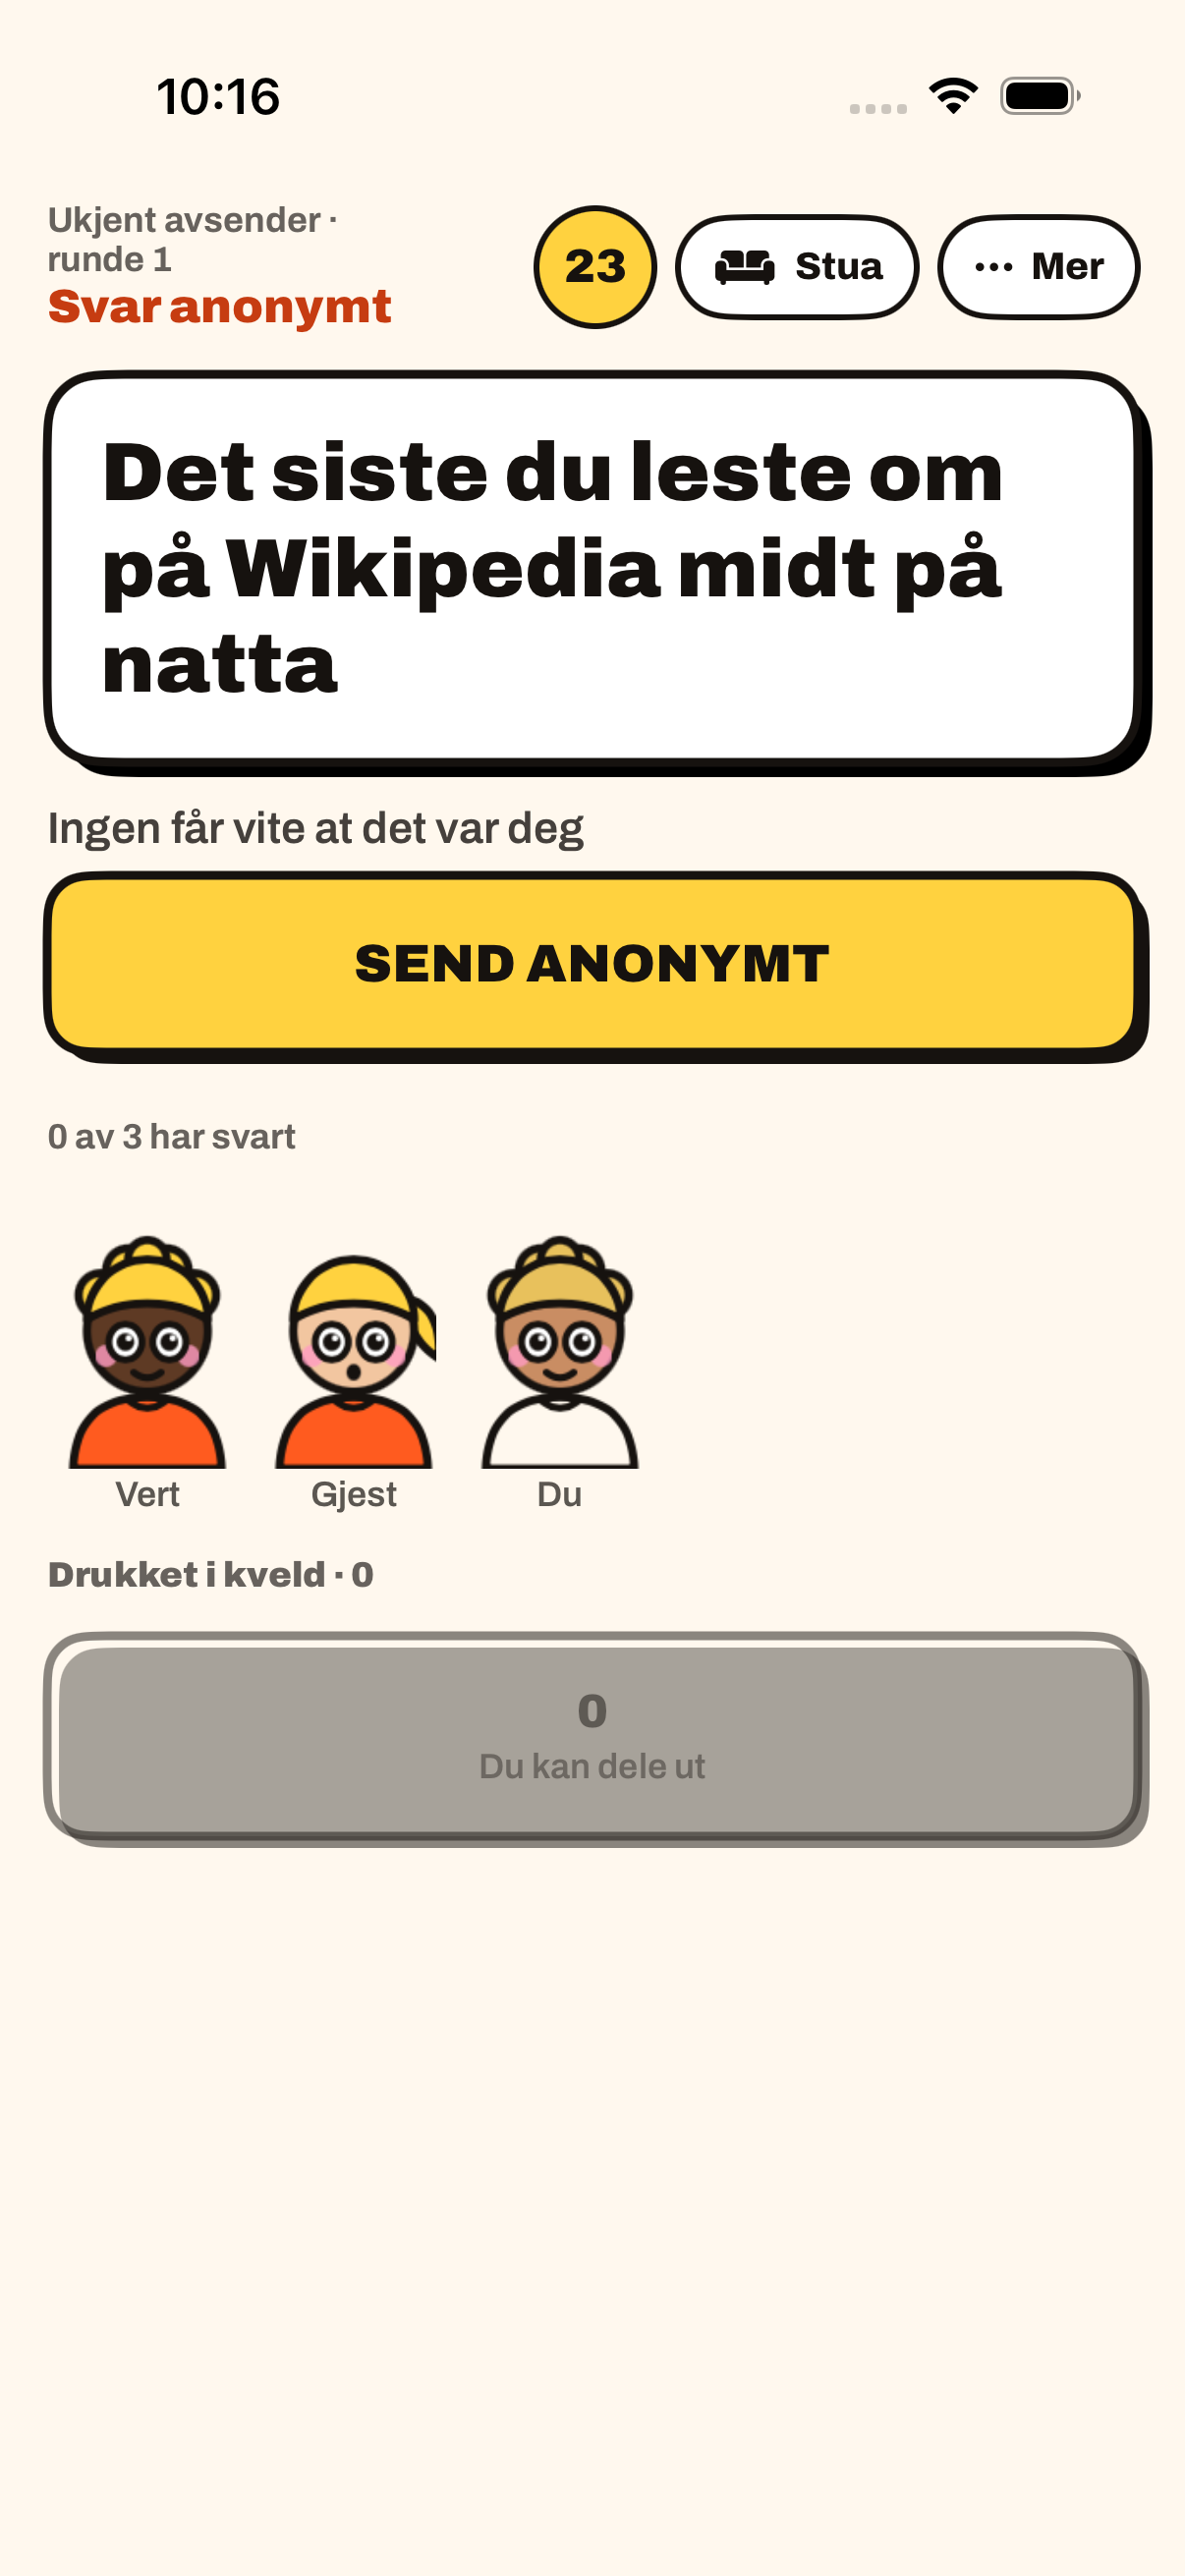 10:16
Ukjent avsender ·
runde 1
Svar anonymt
23
Stua
··· Mer
Det siste du leste om
på Wikipedia midt på
natta
Ingen får vite at det var deg
SEND ANONYMT
0 av 3 har svart
Vert
Gjest
Du
Drukket i kveld · 0
0
Du kan dele ut